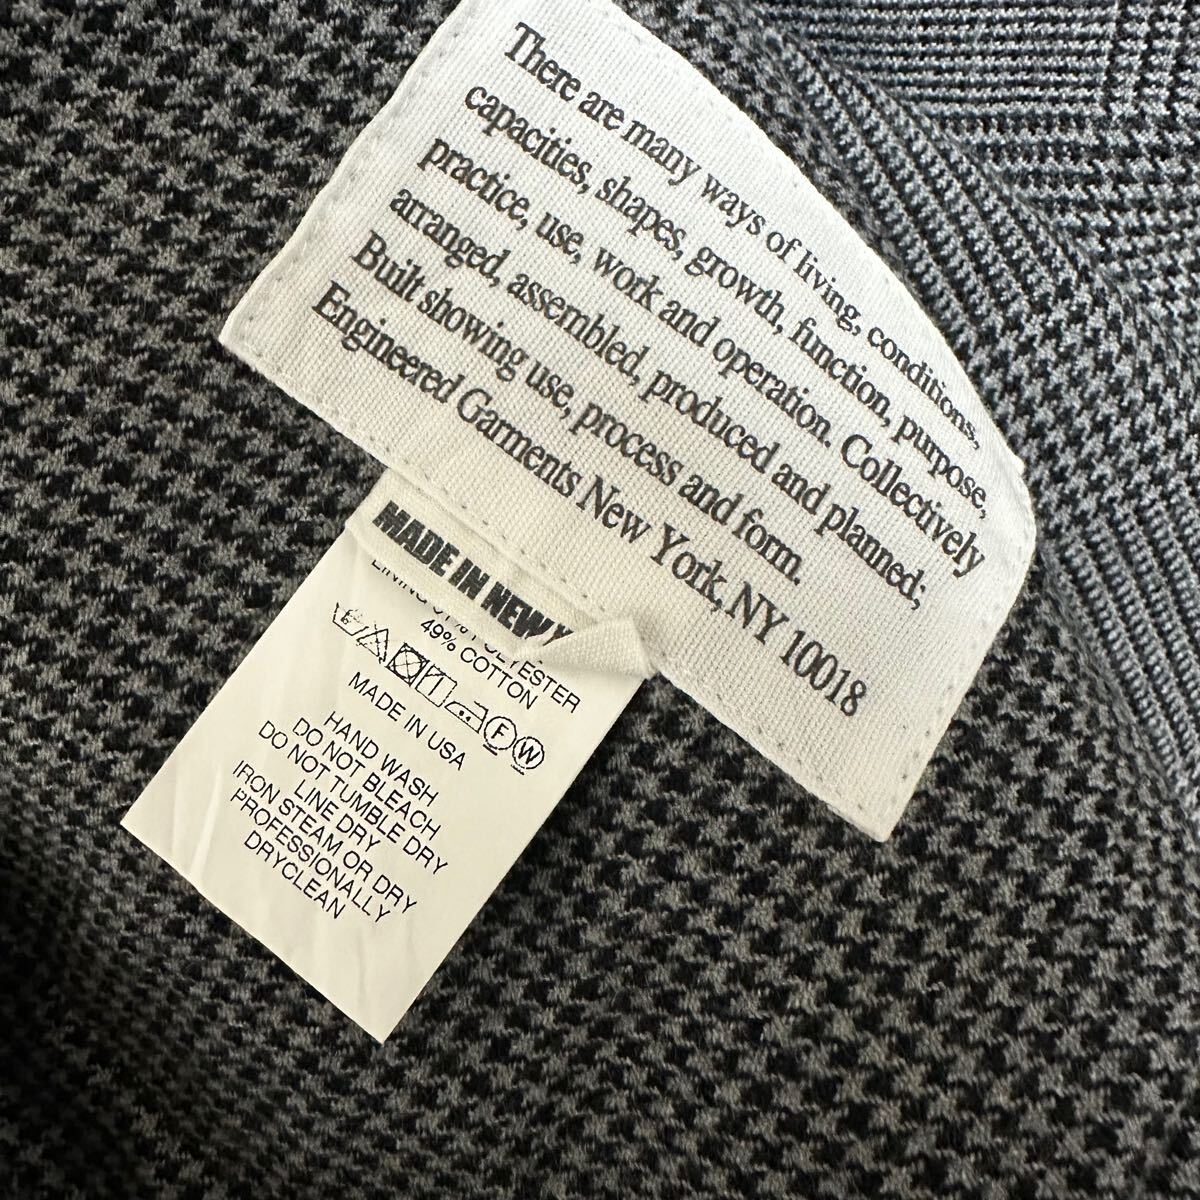 There are many ways of living, conditions,
capacities, shapes, growth, function, purpose,
practice, use, work and operation. Collectively
arranged, assembled, produced and planned;
Built showing use, process and form.
Engineered Garments New York, NY 10018
MADE IN NEW
LINING 51% POLYESTER
49% COTTON
F W
MADE IN USA
HAND WASH
DO NOT BLEACH
DO NOT TUMBLE DRY
LINE DRY
IRON STEAM OR DRY
PROFESSIONALLY
DRYCLEAN